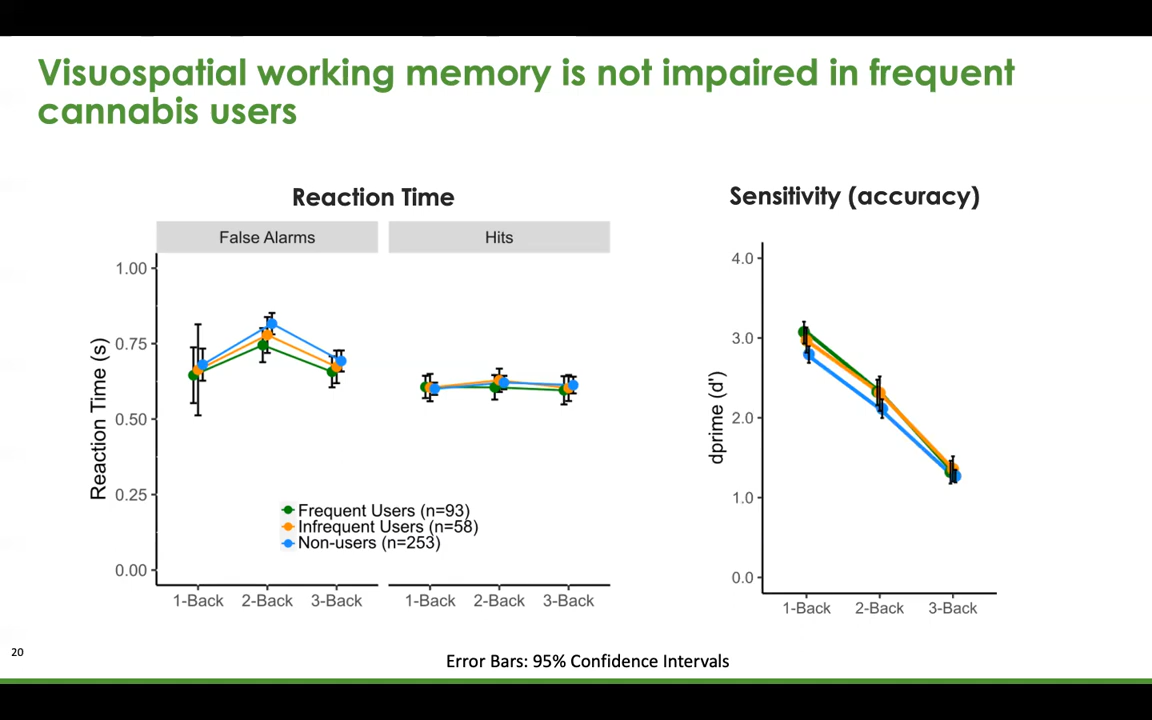 Visuospatial working memory is not impaired in frequent
cannabis users
Reaction Time
False Alarms
Hits
Reaction Time (s)
1.00
0.75
0.50
0.25
0.00
Frequent Users (n=93)
Infrequent Users (n=58)
Non-users (n=253)
1-Back 2-Back 3-Back
1-Back 2-Back 3-Back
Sensitivity (accuracy)
dprime (d')
4.0
3.0
2.0
1.0
0.0
1-Back 2-Back 3-Back
20
Error Bars: 95% Confidence Intervals